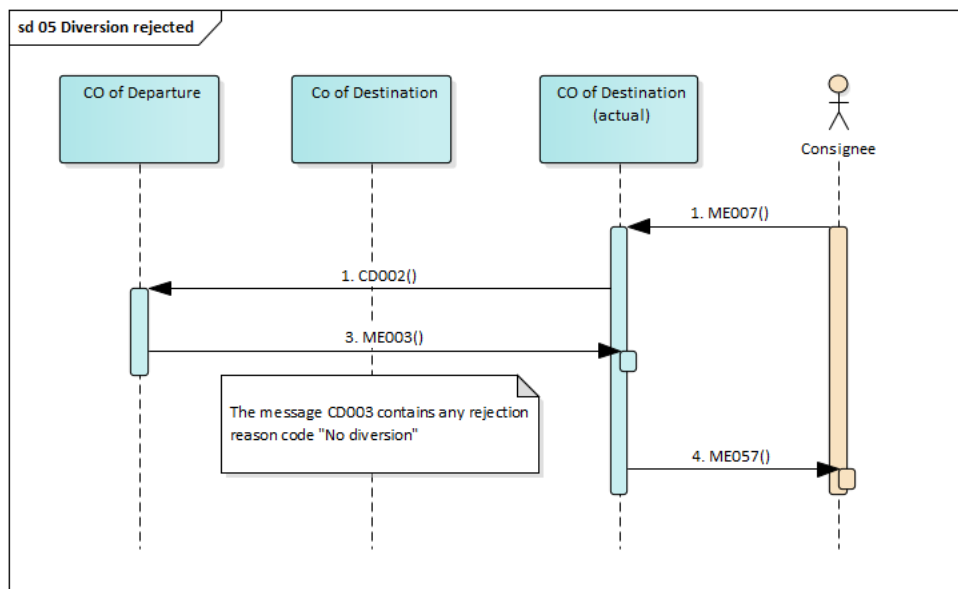 sd 05 Diversion rejected
CO of Departure
Co of Destination
CO of Destination
(actual)
Consignee
1. ME007()
1. CD002()
3. ME003()
The message CD003 contains any rejection
reason code "No diversion"
4. ME057()